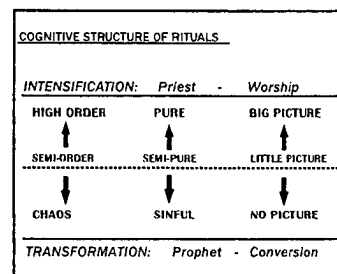 COGNITIVE STRUCTURE OF RITUALS
INTENSIFICATION: Priest - Worship
HIGH ORDER PURE BIG PICTURE
SEMI-ORDER SEMI-PURE LITTLE PICTURE
CHAOS SINFUL NO PICTURE
TRANSFORMATION: Prophet - Conversion